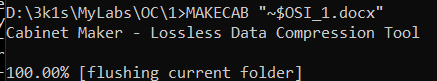 D:\3k1s\MyLabs\OC\1>MAKECAB "~$OSI_1.docx"
Cabinet Maker - Lossless Data Compression Tool
100.00% [flushing current folder]